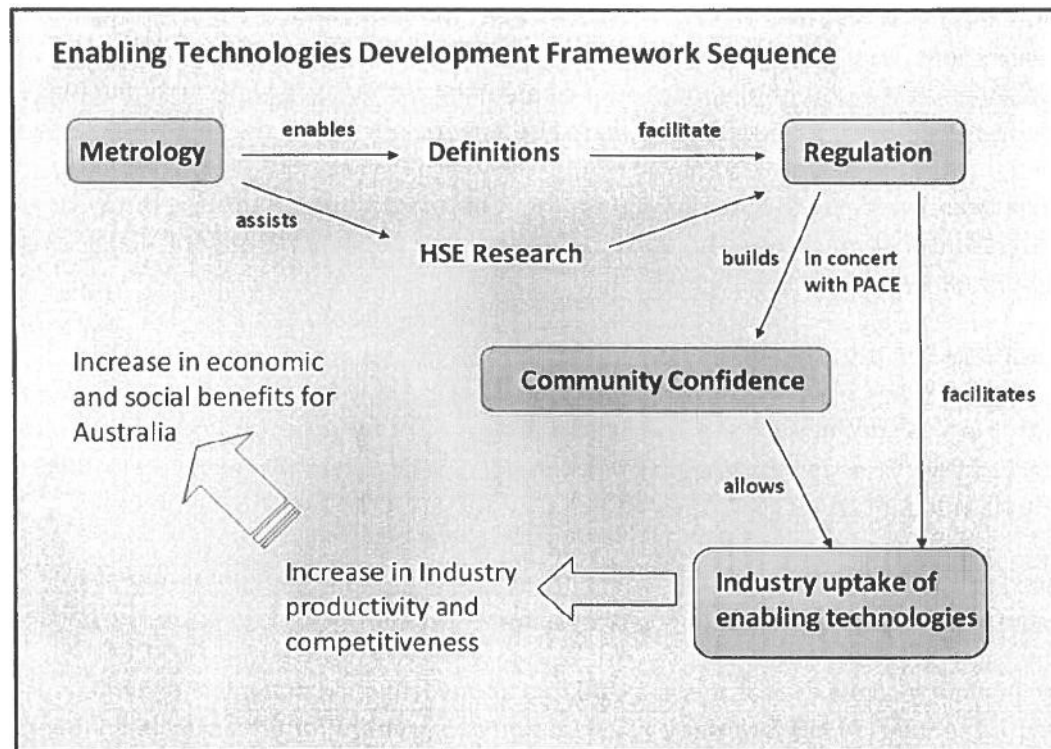 Enabling Technologies Development Framework Sequence
Metrology
enables
Definitions
facilitate
Regulation
assists
HSE Research
builds
In concert
with PACE
Increase in economic
and social benefits for
Australia
Community Confidence
facilitates
allows
Increase in Industry
productivity and
competitiveness
Industry uptake of
enabling technologies